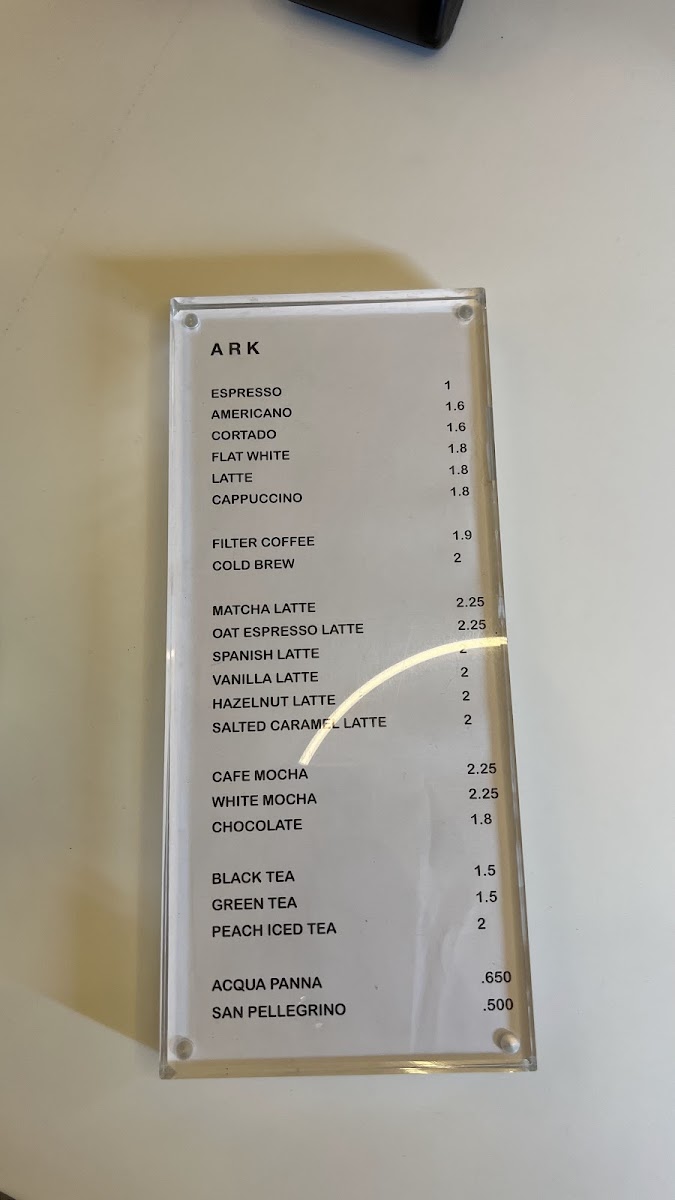 ARK
ESPRESSO 1
AMERICANO 1.6
CORTADO 1.6
FLAT WHITE 1.8
LATTE 1.8
CAPPUCCINO 1.8
FILTER COFFEE 1.9
COLD BREW 2
MATCHA LATTE 2.25
OAT ESPRESSO LATTE 2.25
SPANISH LATTE 2
VANILLA LATTE 2
HAZELNUT LATTE 2
SALTED CARAMEL LATTE 2
CAFE MOCHA 2.25
WHITE MOCHA 2.25
CHOCOLATE 1.8
BLACK TEA 1.5
GREEN TEA 1.5
PEACH ICED TEA 2
ACQUA PANNA .650
SAN PELLEGRINO .500